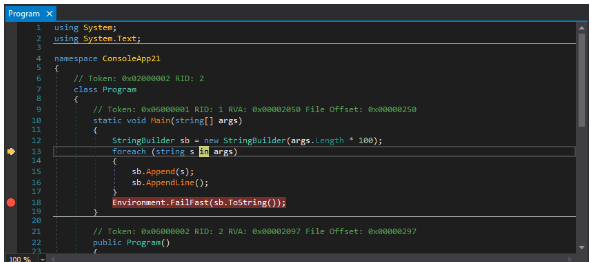 Program ×
1 using System;
2 using System.Text;
3
4 namespace ConsoleApp21
5 {
6 // Token: 0x02000002 RID: 2
7 class Program
8 {
9 // Token: 0x06000001 RID: 1 RVA: 0x00002050 File Offset: 0x00000250
10 static void Main(string[] args)
11 {
12 StringBuilder sb = new StringBuilder(args.Length * 100);
13 foreach (string s in args)
14 {
15 sb.Append(s);
16 sb.AppendLine();
17 }
18 Environment.FailFast(sb.ToString());
19 }
20
21 // Token: 0x06000002 RID: 2 RVA: 0x00002097 File Offset: 0x00000297
22 public Program()
23 {
100 %